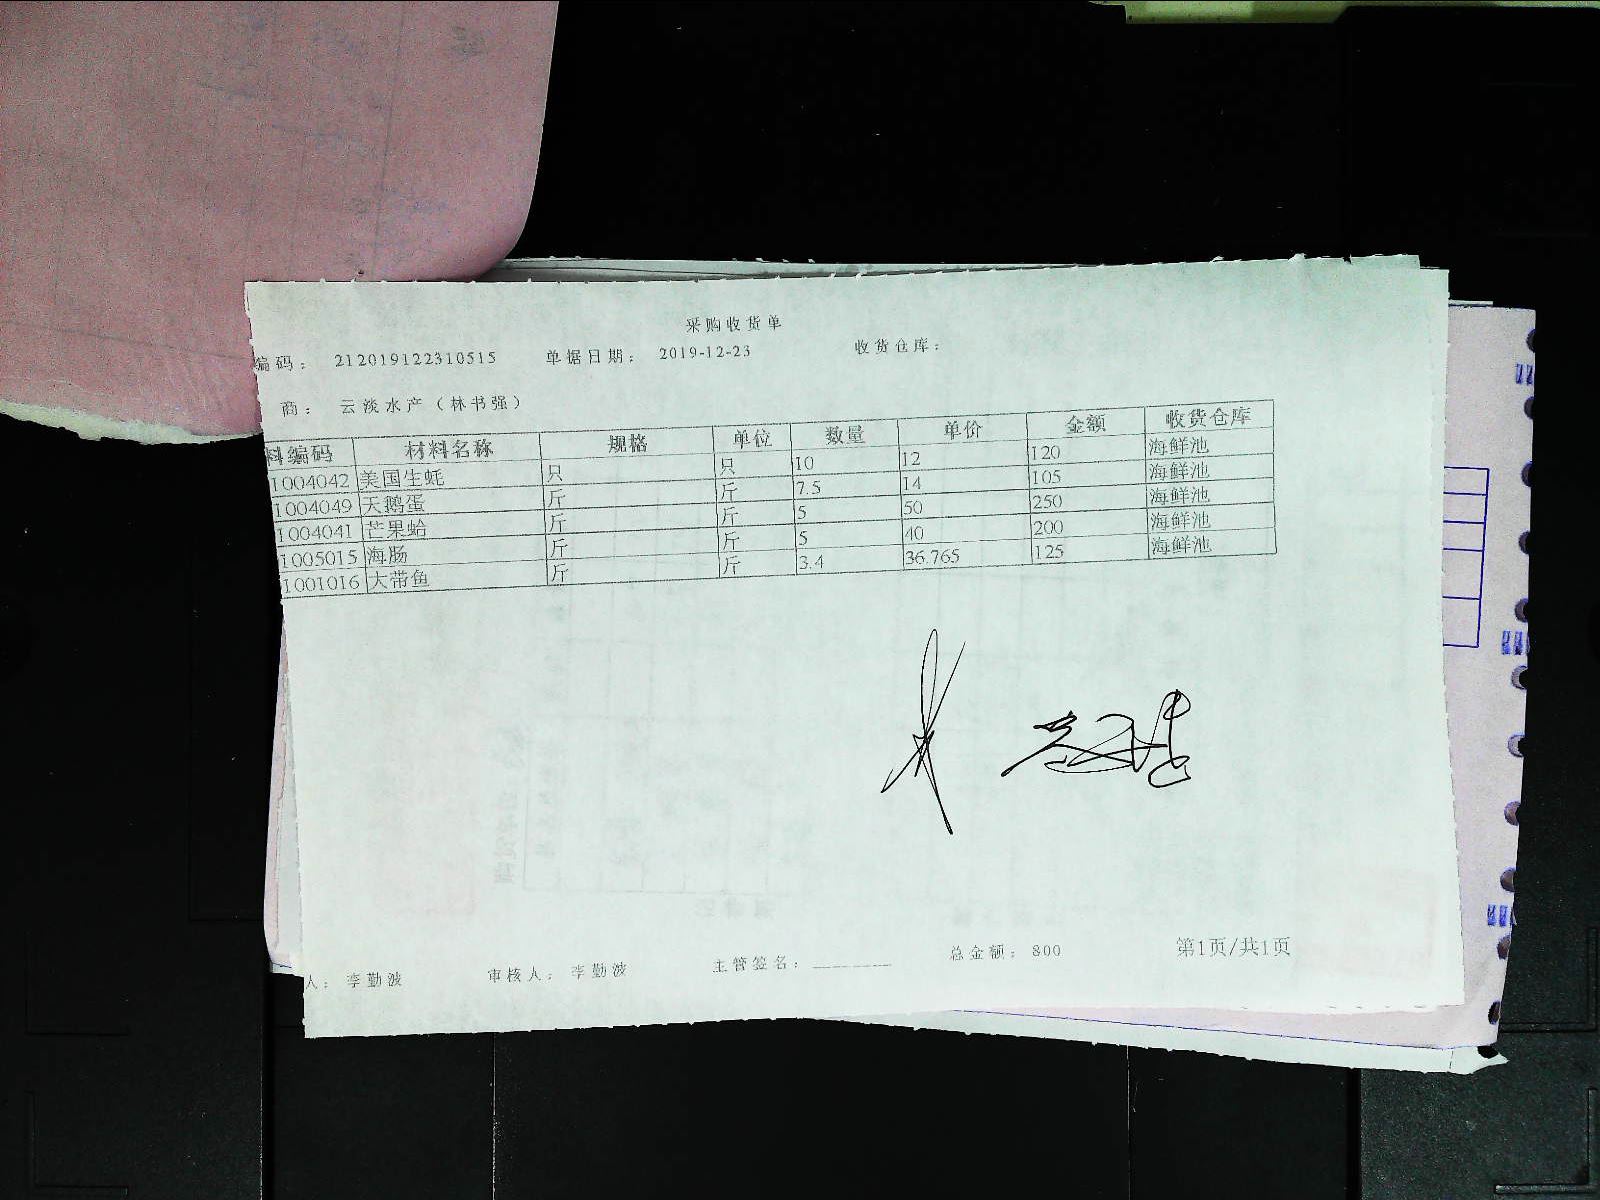 采购收货单
编码： 212019122310515 单据日期： 2019-12-23 收货仓库：
商： 云淡水产（林书强）
料编码 材料名称 规格 单位 数量 单价 金额 收货仓库
1004042 美国生蚝 只 只 10 12 120 海鲜池
1004049 天鹅蛋 斤 斤 7.5 14 105 海鲜池
1004041 芒果蛤 斤 斤 5 50 250 海鲜池
1005015 海肠 斤 斤 5 40 200 海鲜池
1001016 大带鱼 斤 斤 3.4 36.765 125 海鲜池
人： 李勤波 审核人： 李勤波 主管签名：________ 总金额： 800 第1页/共1页